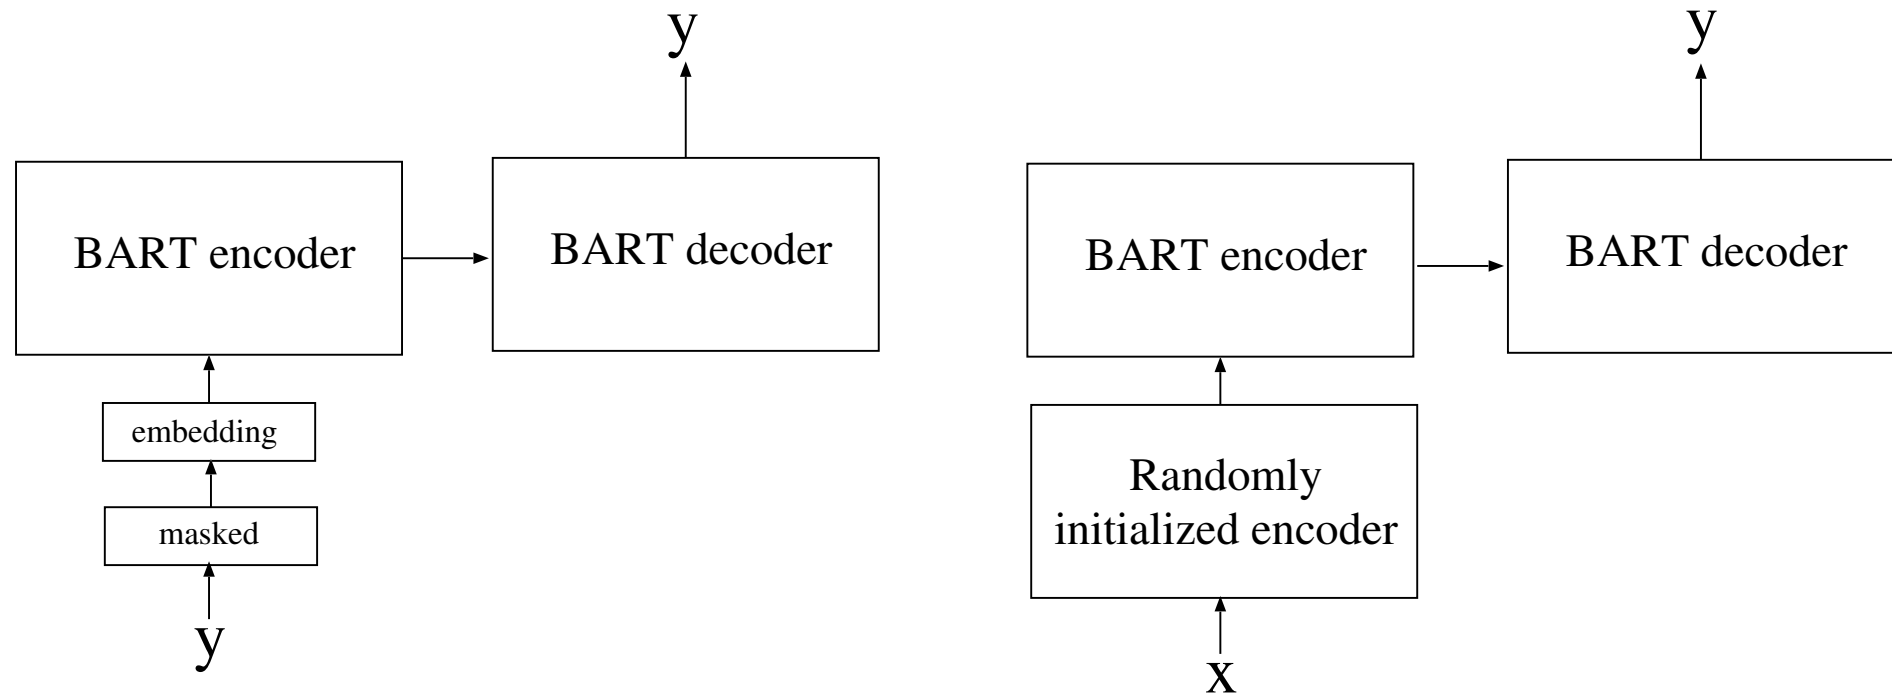 y
BART encoder
BART decoder
embedding
masked
y
y
BART encoder
BART decoder
Randomly
initialized encoder
x